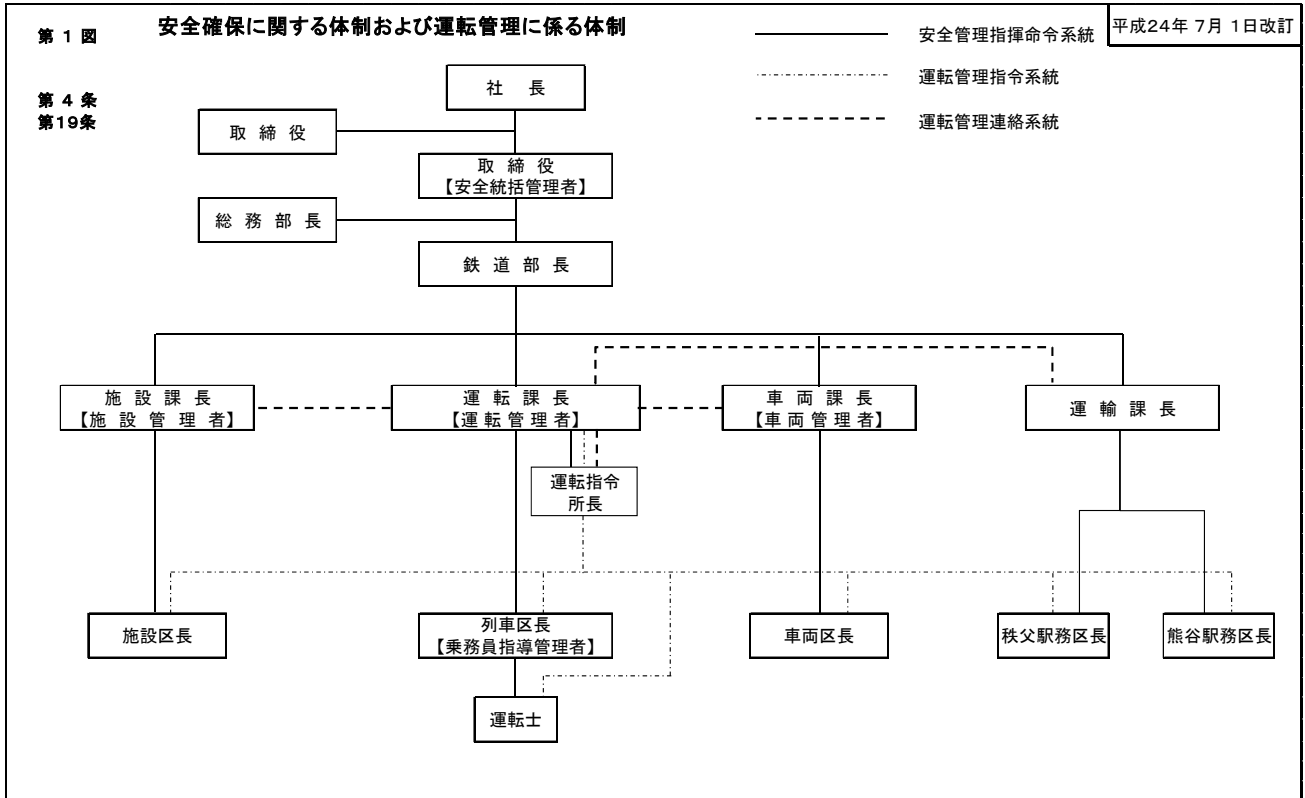 第 1 図
安全確保に関する体制および運転管理に係る体制
平成24年 7月 1日改訂
安全管理指揮命令系統
運転管理指令系統
運転管理連絡系統
第 4 条
第19条
社 長
取 締 役
取 締 役
【安全統括管理者】
総 務 部 長
鉄 道 部 長
施 設 課 長
【施 設 管 理 者】
運 転 課 長
【運 転 管 理 者】
車 両 課 長
【車 両 管 理 者】
運 輸 課 長
運転指令
所長
施設区長
列車区長
【乗務員指導管理者】
車両区長
秩父駅務区長
熊谷駅務区長
運転士